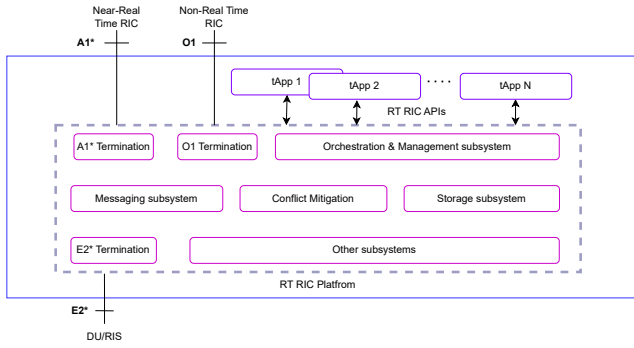 Near-Real
Time RIC
Non-Real Time
RIC
A1*
O1
tApp 1
tApp 2
....
tApp N
RT RIC APIs
A1* Termination
O1 Termination
Orchestration & Management subsystem
Messaging subsystem
Conflict Mitigation
Storage subsystem
E2* Termination
Other subsystems
RT RIC Platfrom
E2*
DU/RIS